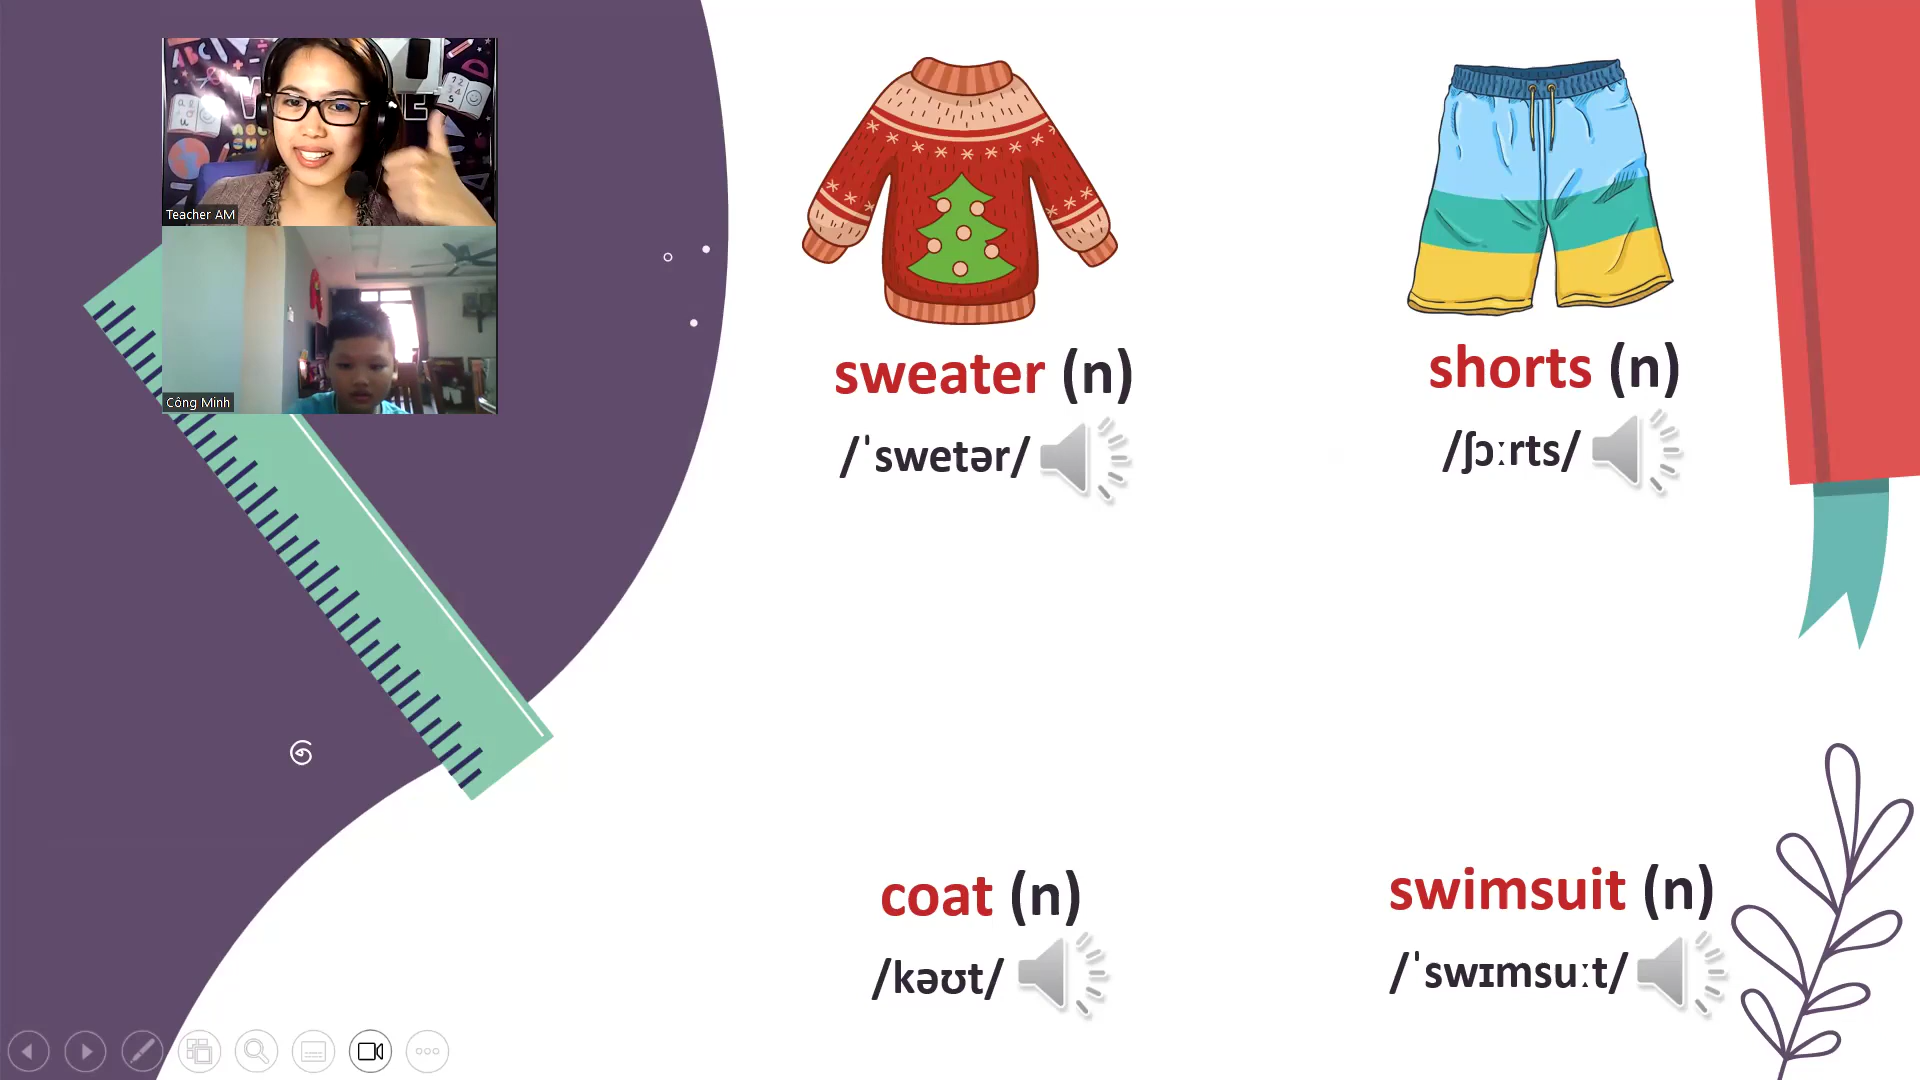 Teacher AM
Công Minh
sweater (n)
/ˈswetər/
shorts (n)
/ʃɔːrts/
coat (n)
/kəʊt/
swimsuit (n)
/ˈswɪmsuːt/